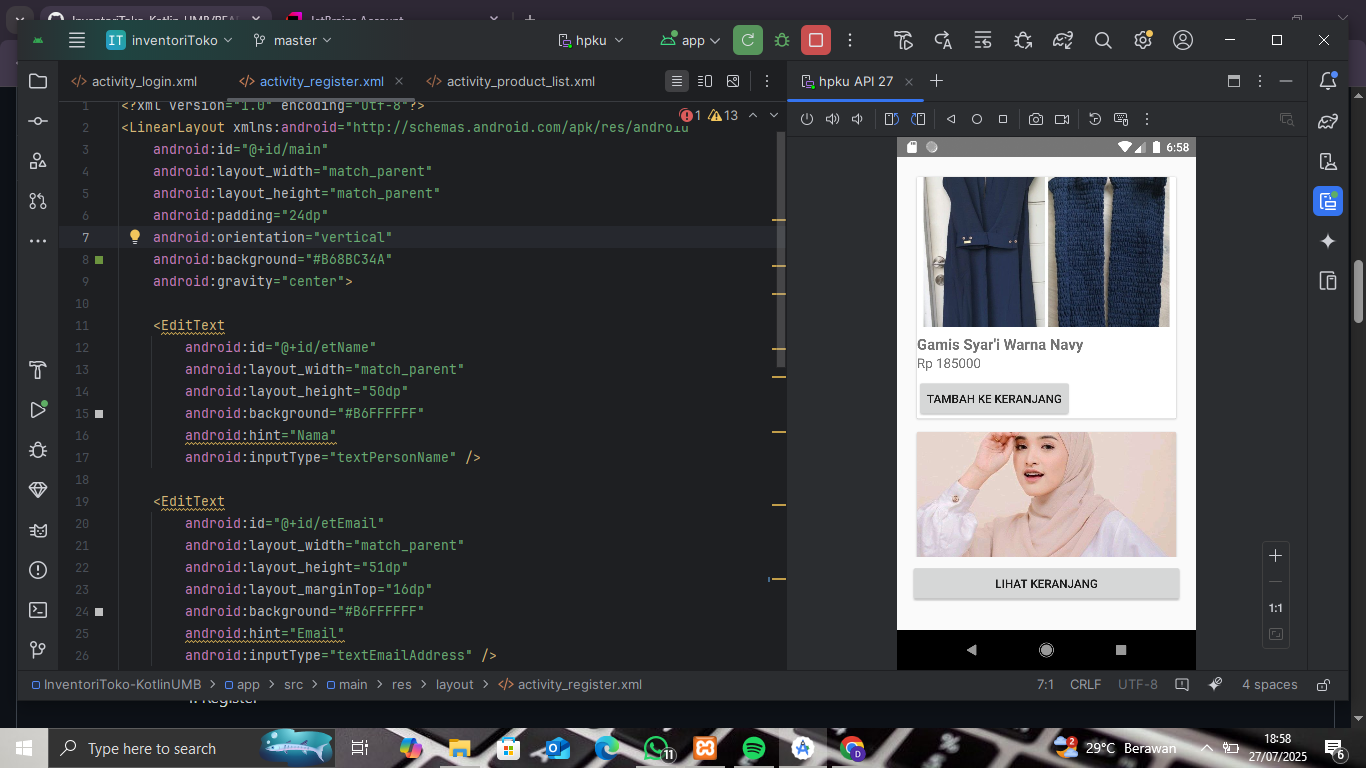 InventoriToko-Kotlin-UMB/REA
JetBrains Account
IT inventoriToko
master
hpku
app
activity_login.xml
activity_register.xml
activity_product_list.xml
hpku API 27
1 <?xml version="1.0" encoding="utf-8"?>
1 13
2 <LinearLayout xmlns:android="http://schemas.android.com/apk/res/android
3 android:id="@+id/main"
4 android:layout_width="match_parent"
5 android:layout_height="match_parent"
6 android:padding="24dp"
7 android:orientation="vertical"
8 android:background="#B68BC34A"
9 android:gravity="center">
10
11 <EditText
12 android:id="@+id/etName"
13 android:layout_width="match_parent"
14 android:layout_height="50dp"
15 android:background="#B6FFFFFF"
16 android:hint="Nama"
17 android:inputType="textPersonName" />
18
19 <EditText
20 android:id="@+id/etEmail"
21 android:layout_width="match_parent"
22 android:layout_height="51dp"
23 android:layout_marginTop="16dp"
24 android:background="#B6FFFFFF"
25 android:hint="Email"
26 android:inputType="textEmailAddress" />
6:58
Gamis Syar'i Warna Navy
Rp 185000
TAMBAH KE KERANJANG
LIHAT KERANJANG
1:1
InventoriToko-KotlinUMB > app > src > main > res > layout > activity_register.xml
7:1 CRLF UTF-8 4 spaces
1. Register
Type here to search
11
D
2
29°C Berawan
18:58
27/07/2025
6